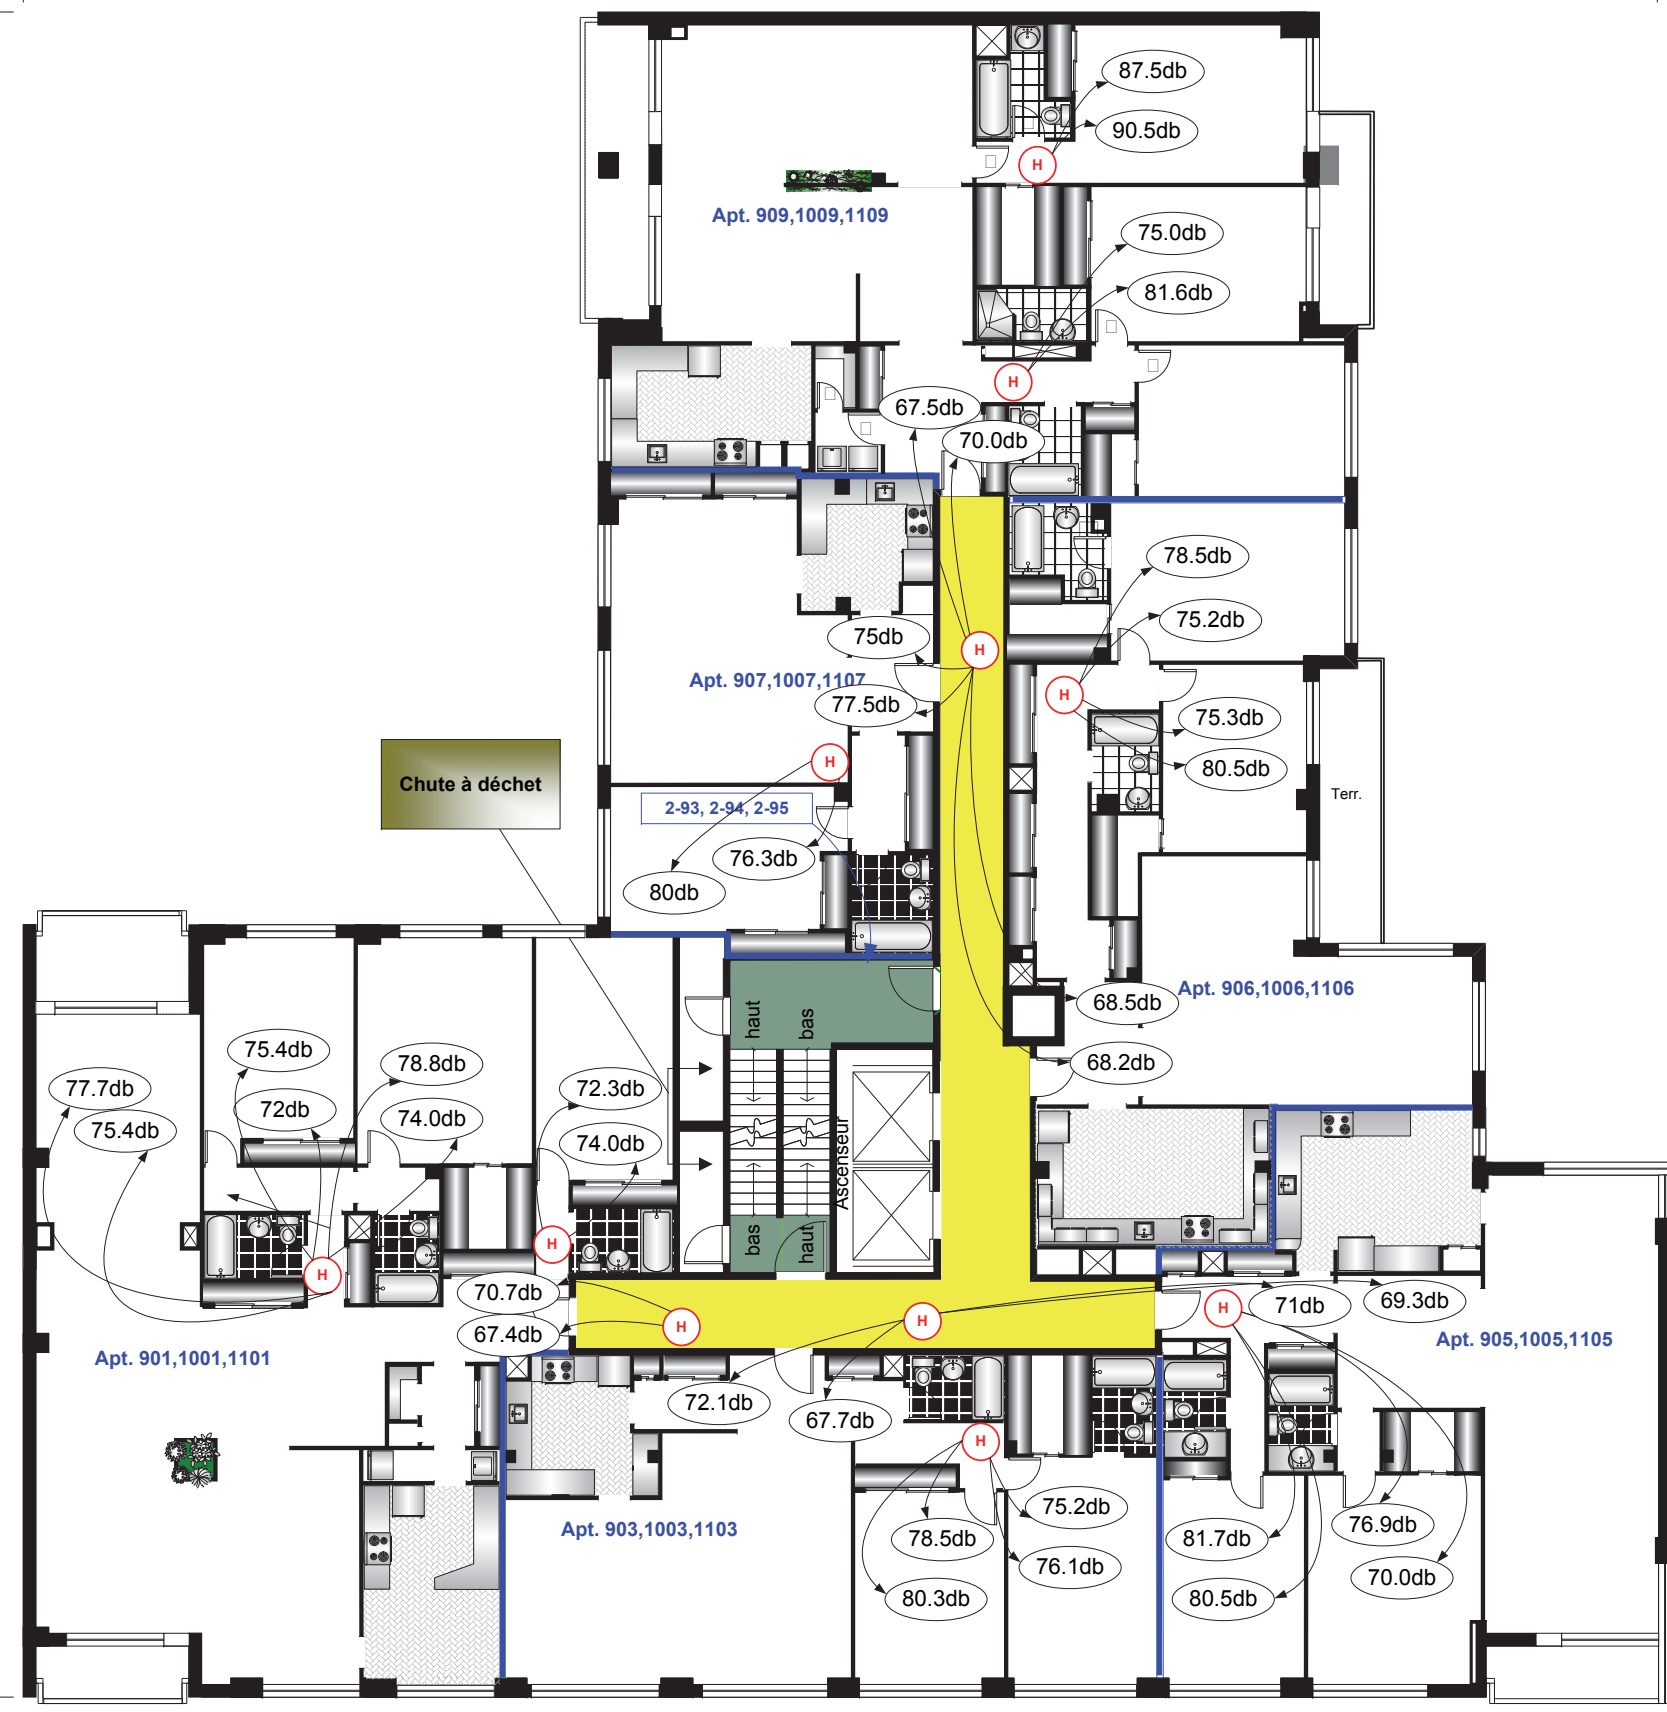 87.5db
90.5db
H
Apt. 909,1009,1109
75.0db
81.6db
H
67.5db
70.0db
78.5db
75.2db
75db
H
Apt. 907,1007,1107
H
77.5db
75.3db
H
80.5db
Chute à déchet
2-93, 2-94, 2-95
Terr.
76.3db
80db
Apt. 906,1006,1106
68.5db
haut
bas
75.4db
78.8db
68.2db
77.7db
72db
72.3db
75.4db
74.0db
74.0db
Ascenseur
bas
haut
H
H
70.7db
71db
69.3db
H
67.4db
H
H
Apt. 901,1001,1101
Apt. 905,1005,1105
72.1db
67.7db
H
75.2db
Apt. 903,1003,1103
78.5db
81.7db
76.9db
76.1db
80.3db
80.5db
70.0db